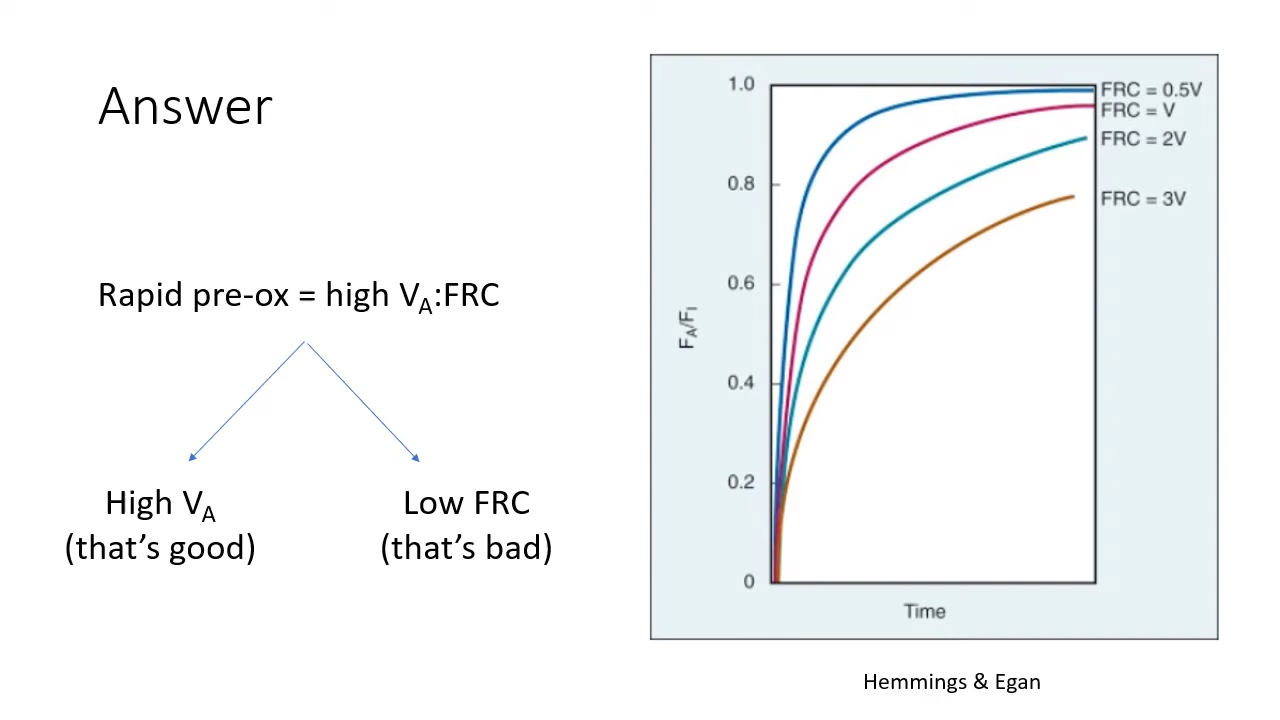 Answer
Rapid pre-ox = high VA:FRC
High VA
(that's good)
Low FRC
(that's bad)
1.0
0.8
0.6
0.4
0.2
0
FA/FI
Time
FRC = 0.5V
FRC = V
FRC = 2V
FRC = 3V
Hemmings & Egan